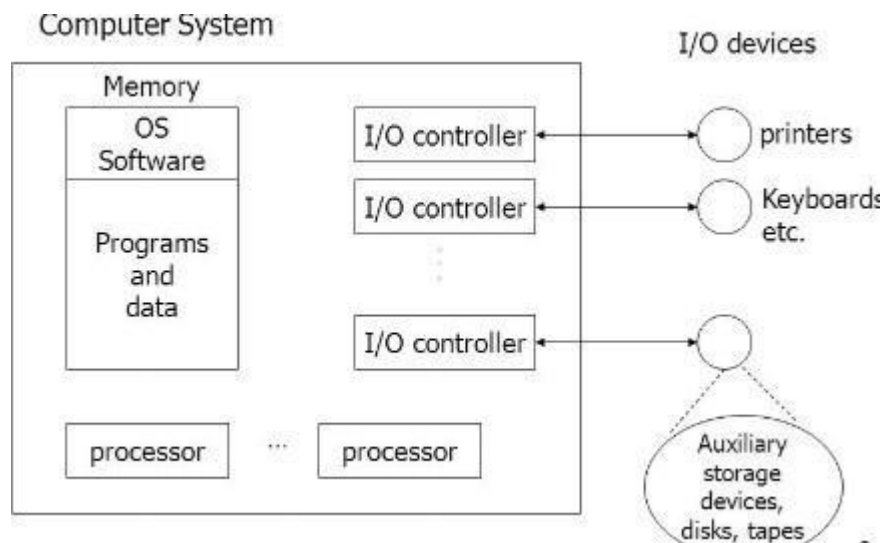 Computer System
I/O devices
Memory
OS
Software
Programs
and
data
I/O controller
I/O controller
I/O controller
printers
Keyboards
etc.
processor
...
processor
Auxiliary
storage
devices,
disks, tapes